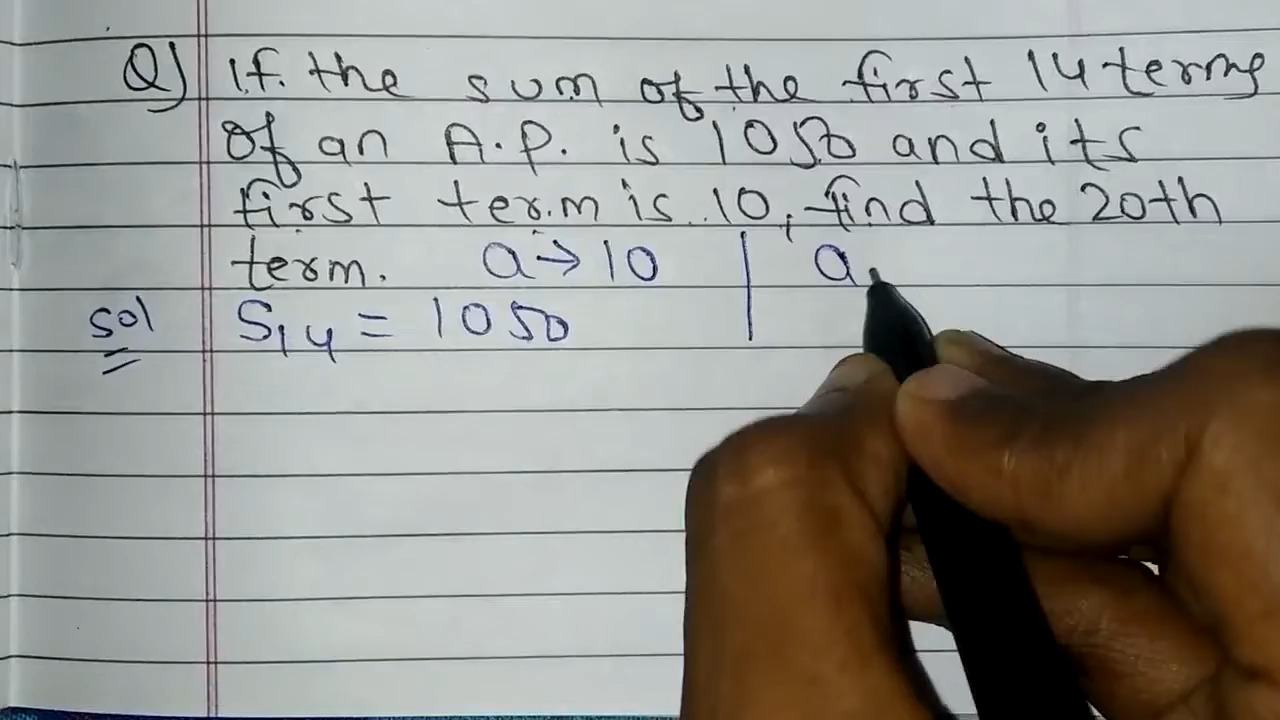 Q) If the sum of the first 14 terms
of an A.P. is 1050 and its
first term is 10, find the 20th
term. a → 10 | a
Sol S14 = 1050